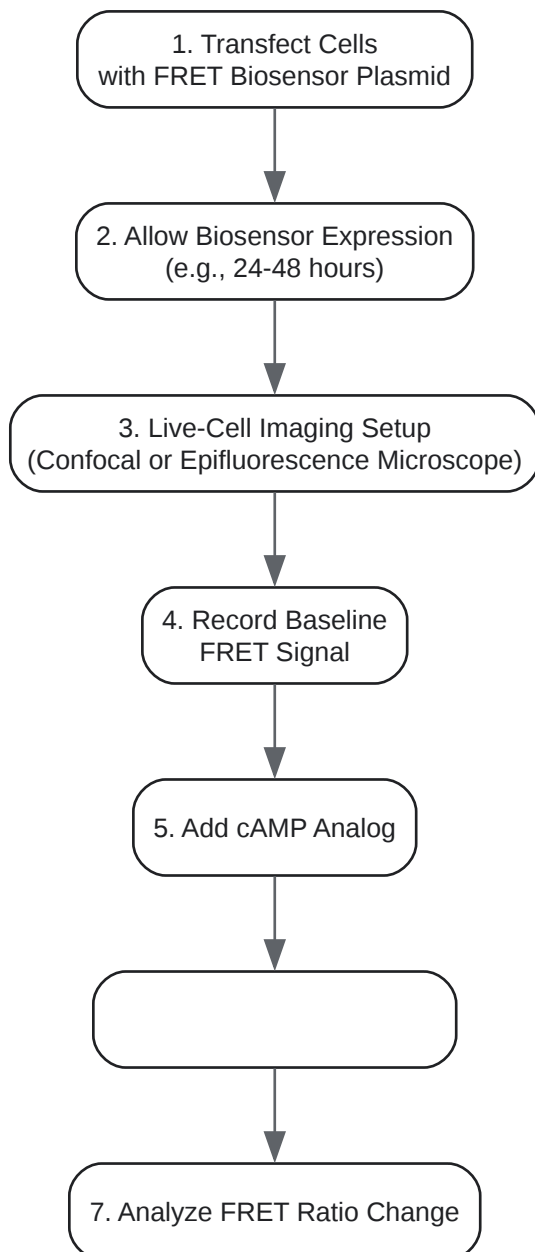 1. Transfect Cells
with FRET Biosensor Plasmid
2. Allow Biosensor Expression
(e.g., 24-48 hours)
3. Live-Cell Imaging Setup
(Confocal or Epifluorescence Microscope)
4. Record Baseline
FRET Signal
5. Add cAMP Analog
7. Analyze FRET Ratio Change